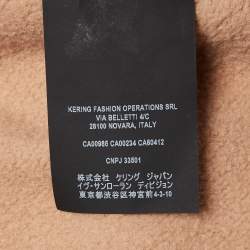 KERING FASHION OPERATIONS SRL
VIA BELLETTI 4/C
28100 NOVARA, ITALY
CA00986 CA00234 CA60412
CNPJ 33501
株式会社 ケリング ジャパン
イヴ・サンローラン ディビジョン
東京都渋谷区神宮前4-3-10